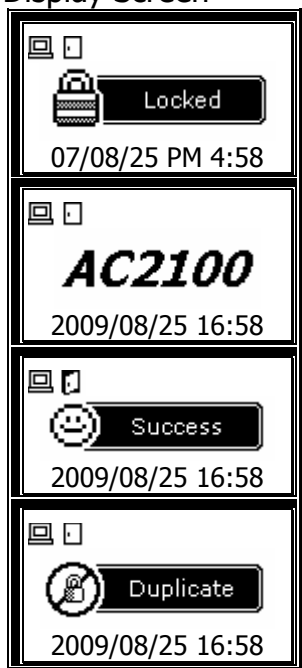 Display Screen
Locked
07/08/25 PM 4:58
AC2100
2009/08/25 16:58
Success
2009/08/25 16:58
Duplicate
2009/08/25 16:58